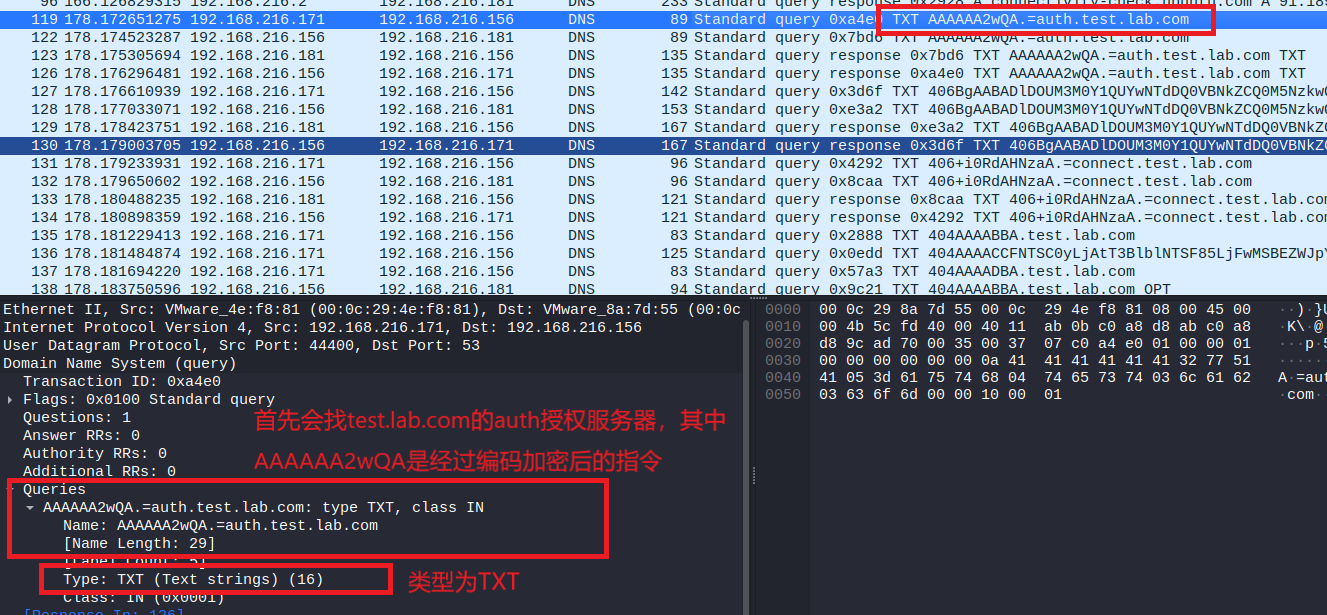 96 166.126829315 192.168.216.2 192.168.216.181 DNS 233 Standard query response 0x2928 A connectivity-check.ubuntu.com A 91.189
119 178.172651275 192.168.216.171 192.168.216.156 DNS 89 Standard query 0xa4e0 TXT AAAAAA2wQA.=auth.test.lab.com
122 178.174523287 192.168.216.156 192.168.216.181 DNS 89 Standard query 0x7bd6 TXT AAAAAA2wQA.=auth.test.lab.com
123 178.175305694 192.168.216.181 192.168.216.156 DNS 135 Standard query response 0x7bd6 TXT AAAAAA2wQA.=auth.test.lab.com TXT
126 178.176296481 192.168.216.156 192.168.216.171 DNS 135 Standard query response 0xa4e0 TXT AAAAAA2wQA.=auth.test.lab.com TXT
127 178.176610939 192.168.216.171 192.168.216.156 DNS 142 Standard query 0x3d6f TXT 406BgAABADlDOUM3M0Y1QUYwNTdDQ0VBNkZCQ0M5Nzkw
128 178.177033071 192.168.216.156 192.168.216.181 DNS 153 Standard query 0xe3a2 TXT 406BgAABADlDOUM3M0Y1QUYwNTdDQ0VBNkZCQ0M5Nzkw
129 178.178423751 192.168.216.181 192.168.216.156 DNS 167 Standard query response 0xe3a2 TXT 406BgAABADlDOUM3M0Y1QUYwNTdDQ0VBNkZ
130 178.179003705 192.168.216.156 192.168.216.171 DNS 167 Standard query response 0x3d6f TXT 406BgAABADlDOUM3M0Y1QUYwNTdDQ0VBNkZ
131 178.179233931 192.168.216.171 192.168.216.156 DNS 96 Standard query 0x4292 TXT 406+i0RdAHNzaA.=connect.test.lab.com
132 178.179650602 192.168.216.156 192.168.216.181 DNS 96 Standard query 0x8caa TXT 406+i0RdAHNzaA.=connect.test.lab.com
133 178.180488235 192.168.216.181 192.168.216.156 DNS 121 Standard query response 0x8caa TXT 406+i0RdAHNzaA.=connect.test.lab.com
134 178.180898359 192.168.216.156 192.168.216.171 DNS 121 Standard query response 0x4292 TXT 406+i0RdAHNzaA.=connect.test.lab.com
135 178.181229413 192.168.216.171 192.168.216.156 DNS 83 Standard query 0x2888 TXT 404AAAABBA.test.lab.com
136 178.181484874 192.168.216.171 192.168.216.156 DNS 125 Standard query 0x0edd TXT 404AAAACCFNTSC0yLjAtT3BlblNTSF85LjFwMSBEZWJpY
137 178.181694220 192.168.216.171 192.168.216.156 DNS 83 Standard query 0x57a3 TXT 404AAAADBA.test.lab.com
138 178.183750596 192.168.216.156 192.168.216.181 DNS 94 Standard query 0x9c21 TXT 404AAAABBA.test.lab.com OPT
Ethernet II, Src: VMware_4e:f8:81 (00:0c:29:4e:f8:81), Dst: VMware_8a:7d:55 (00:0c
Internet Protocol Version 4, Src: 192.168.216.171, Dst: 192.168.216.156
User Datagram Protocol, Src Port: 44400, Dst Port: 53
Domain Name System (query)
Transaction ID: 0xa4e0
Flags: 0x0100 Standard query
Questions: 1
Answer RRs: 0
Authority RRs: 0
Additional RRs: 0
首先会找test.lab.com的auth授权服务器，其中
AAAAAA2wQA是经过编码加密后的指令
Queries
AAAAAA2wQA.=auth.test.lab.com: type TXT, class IN
Name: AAAAAA2wQA.=auth.test.lab.com
[Name Length: 29]
[Label Count: 5]
Type: TXT (Text strings) (16)
类型为TXT
Class: IN (0x0001)
[Response In: 126]
0000 00 0c 29 8a 7d 55 00 0c 29 4e f8 81 08 00 45 00 ··)·}U
0010 00 4b 5c fd 40 00 40 11 ab 0b c0 a8 d8 ab c0 a8 ·K\·@
0020 d8 9c ad 70 00 35 00 37 07 c0 a4 e0 01 00 00 01 ···p·5
0030 00 00 00 00 00 00 0a 41 41 41 41 41 41 32 77 51 ······
0040 41 05 3d 61 75 74 68 04 74 65 73 74 03 6c 61 62 A·=aut
0050 03 63 6f 6d 00 00 10 00 01 ·com··